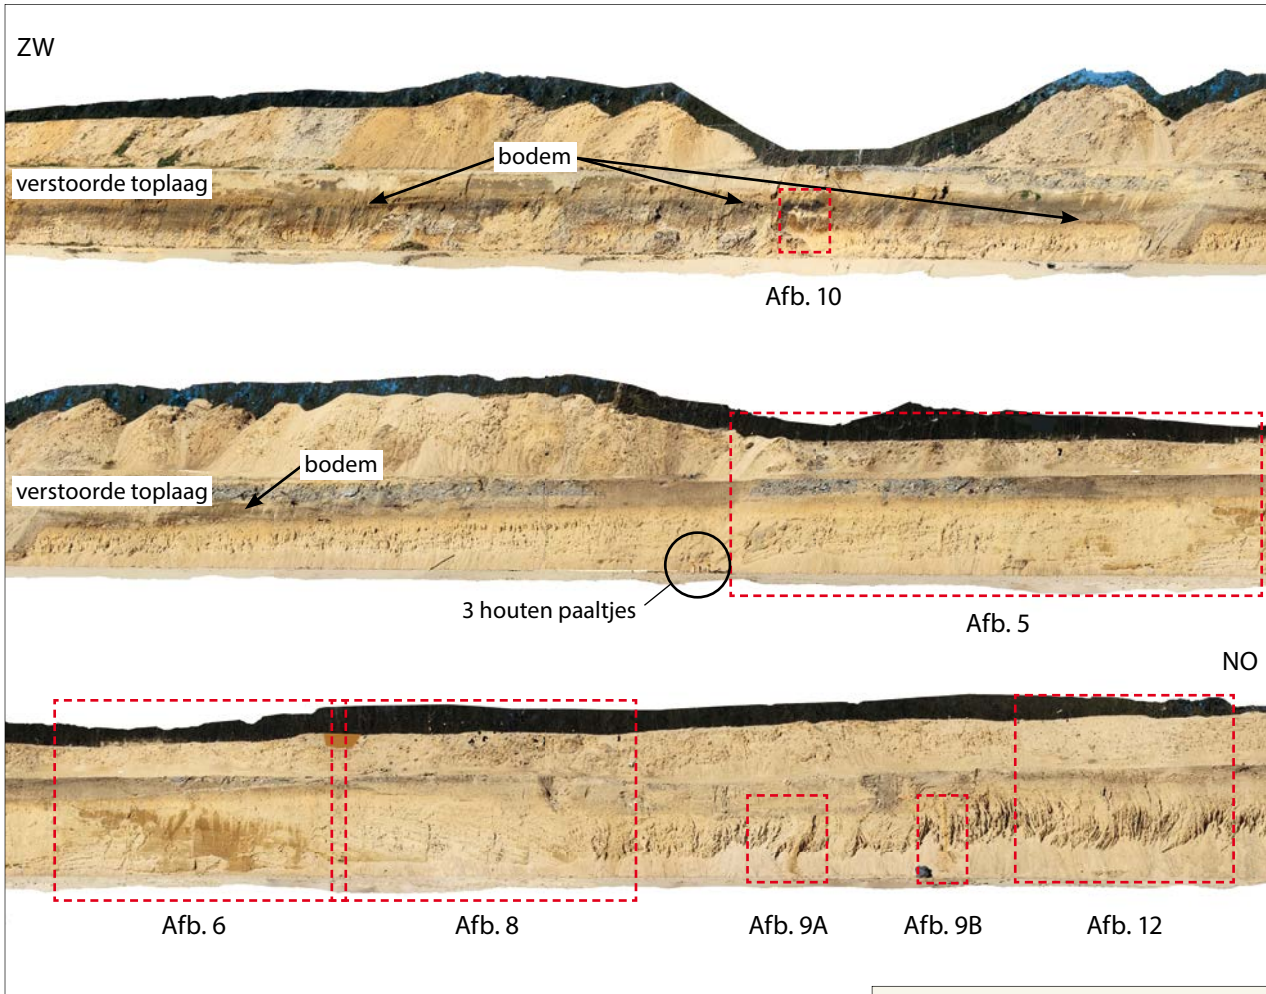 ZW
bodem
verstoorde toplaag
Afb. 10
bodem
verstoorde toplaag
3 houten paaltjes
Afb. 5
NO
Afb. 6
Afb. 8
Afb. 9A
Afb. 9B
Afb. 12